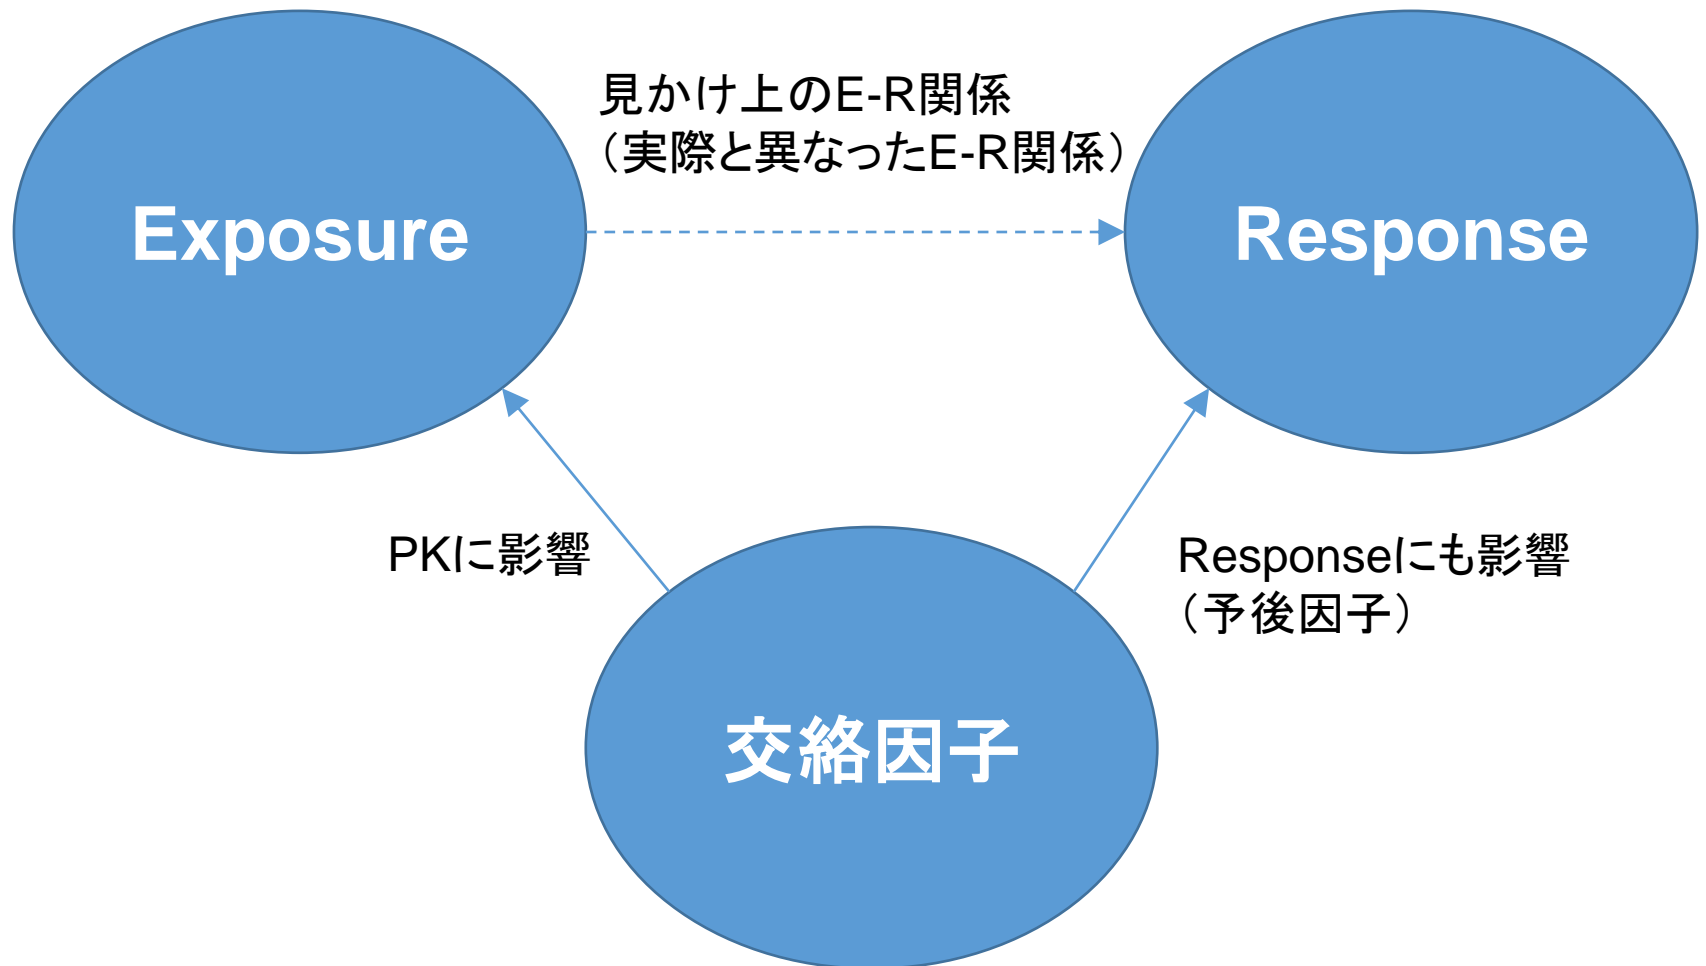 見かけ上のE-R関係
（実際と異なったE-R関係）
Exposure
Response
PKに影響
Responseにも影響
（予後因子）
交絡因子